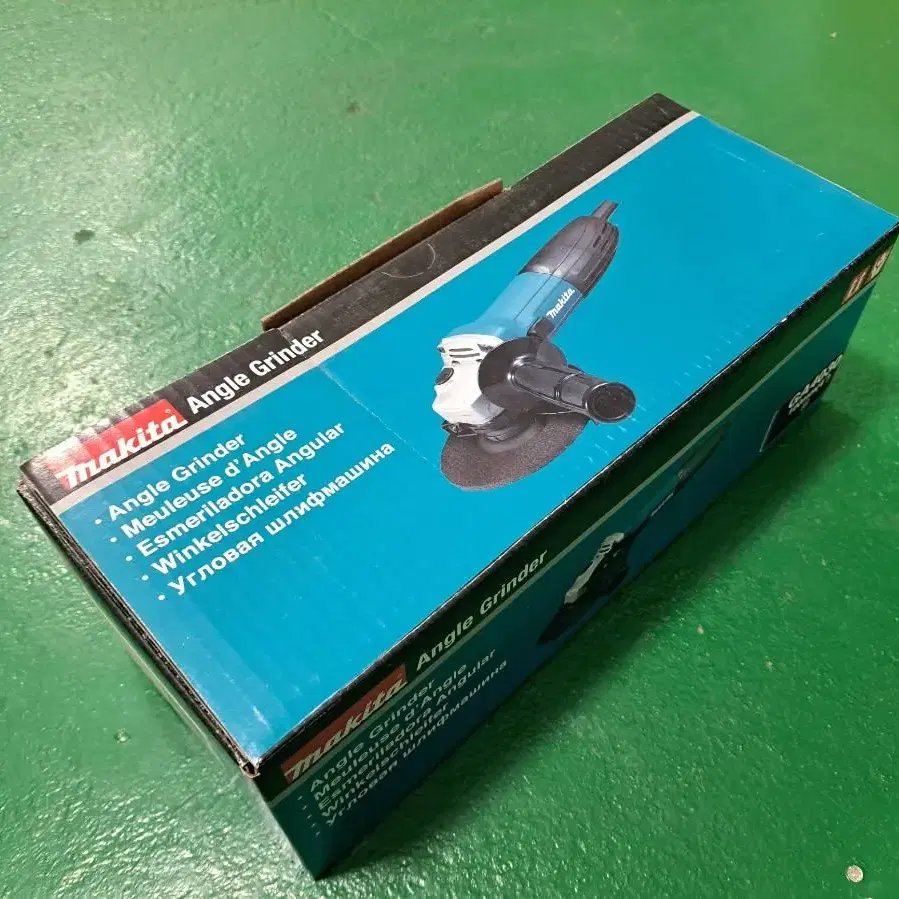 makita Angle Grinder
• Angle Grinder
• Meuleuse d'Angle
• Esmeriladora Angular
• Winkelschleifer
• Угловая шлифмашина
makita
makita Angle Grinder
• Angle Grinder
• Meuleuse d'Angle
• Esmeriladora Angular
• Winkelschleifer
• Угловая шлифмашина
GA4030